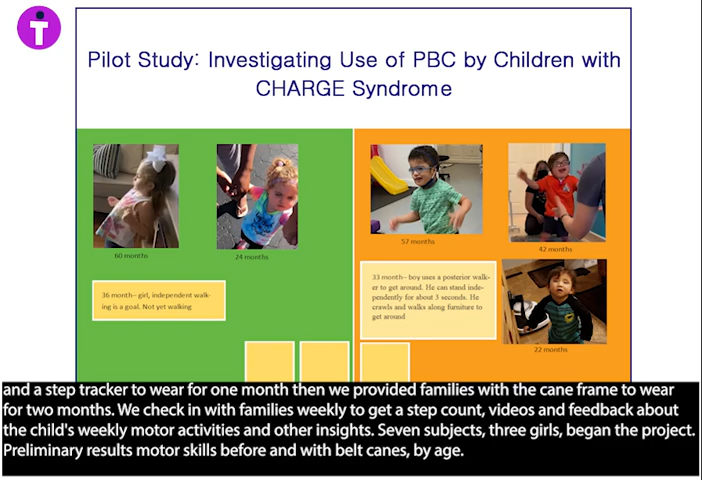 Pilot Study: Investigating Use of PBC by Children with
CHARGE Syndrome
60 months
24 months
36 month-- girl, independent walk-
ing is a goal. Not yet walking
57 months
42 months
33 month-- boy uses a posterior walk-
er to get around. He can stand inde-
pendently for about 3 seconds. He
crawls and walks along furniture to
get around
22 months
and a step tracker to wear for one month then we provided families with the cane frame to wear
for two months. We check in with families weekly to get a step count, videos and feedback about
the child's weekly motor activities and other insights. Seven subjects, three girls, began the project.
Preliminary results motor skills before and with belt canes, by age.